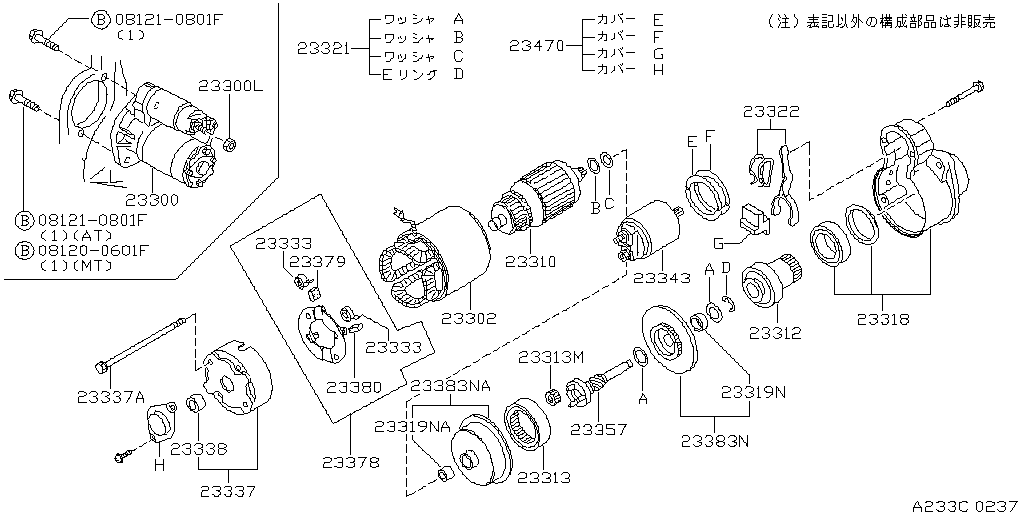 B 08121-0801F
(1)
23300L
23300
B 08121-0801F
(1)(AT)
B 08120-0601F
(1)(MT)
23321
ワッシャ A
ワッシャ B
ワッシャ C
E リング D
23470
カバー E
カバー F
カバー G
カバー H
(注) 表記以外の構成部品は非販売
23322
E F
B C
G
23310
23343
A D
23312
23318
23333
23379
23302
23333
23380
23337A
23338
H
23337
23378
23383NA
23319NA
23313M
23313
23357
A
23319N
23383N
A233C 0237